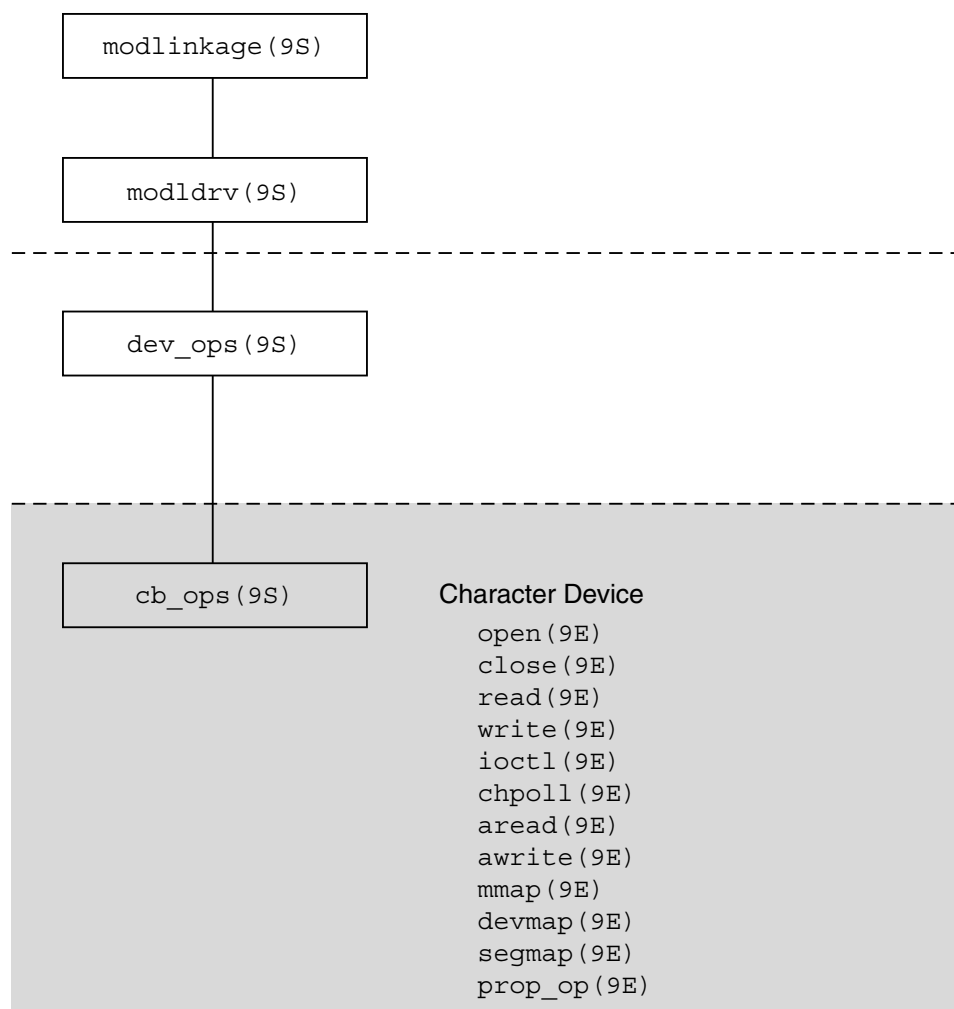 modlinkage(9S)
modldrv(9S)
dev_ops(9S)
cb_ops(9S)
Character Device
open(9E)
close(9E)
read(9E)
write(9E)
ioctl(9E)
chpoll(9E)
aread(9E)
awrite(9E)
mmap(9E)
devmap(9E)
segmap(9E)
prop_op(9E)